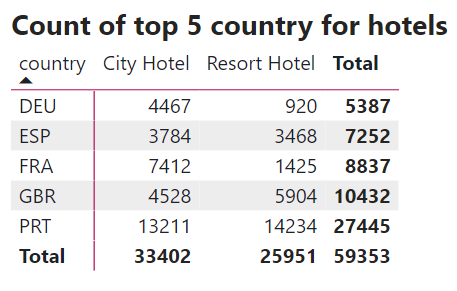 Count of top 5 country for hotels
country City Hotel Resort Hotel Total
DEU 4467 920 5387
ESP 3784 3468 7252
FRA 7412 1425 8837
GBR 4528 5904 10432
PRT 13211 14234 27445
Total 33402 25951 59353